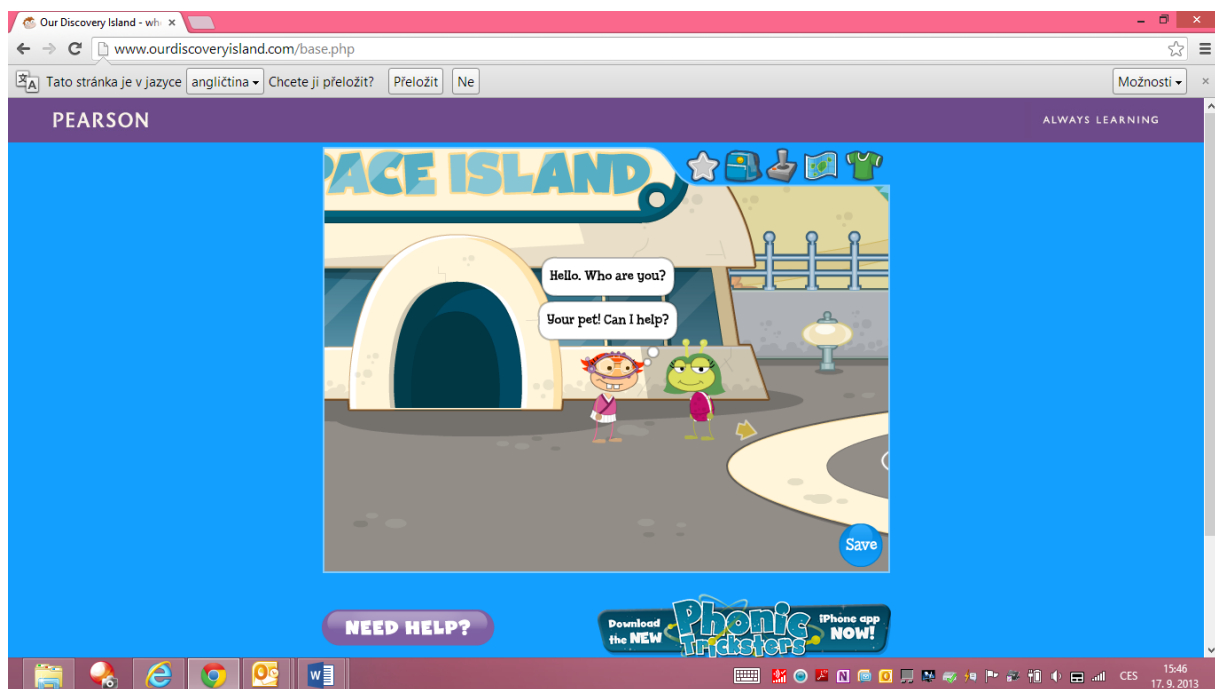 Our Discovery Island - wh
www.ourdiscoveryisland.com/base.php
Tato stránka je v jazyce angličtina Chcete ji přeložit? Přeložit Ne Možnosti
PEARSON ALWAYS LEARNING
PACE ISLAND
Hello. Who are you?
Your pet! Can I help?
Save
NEED HELP?
Download the NEW
Phonic Tricksters
iPhone app NOW!
CES
15:46
17. 9. 2013